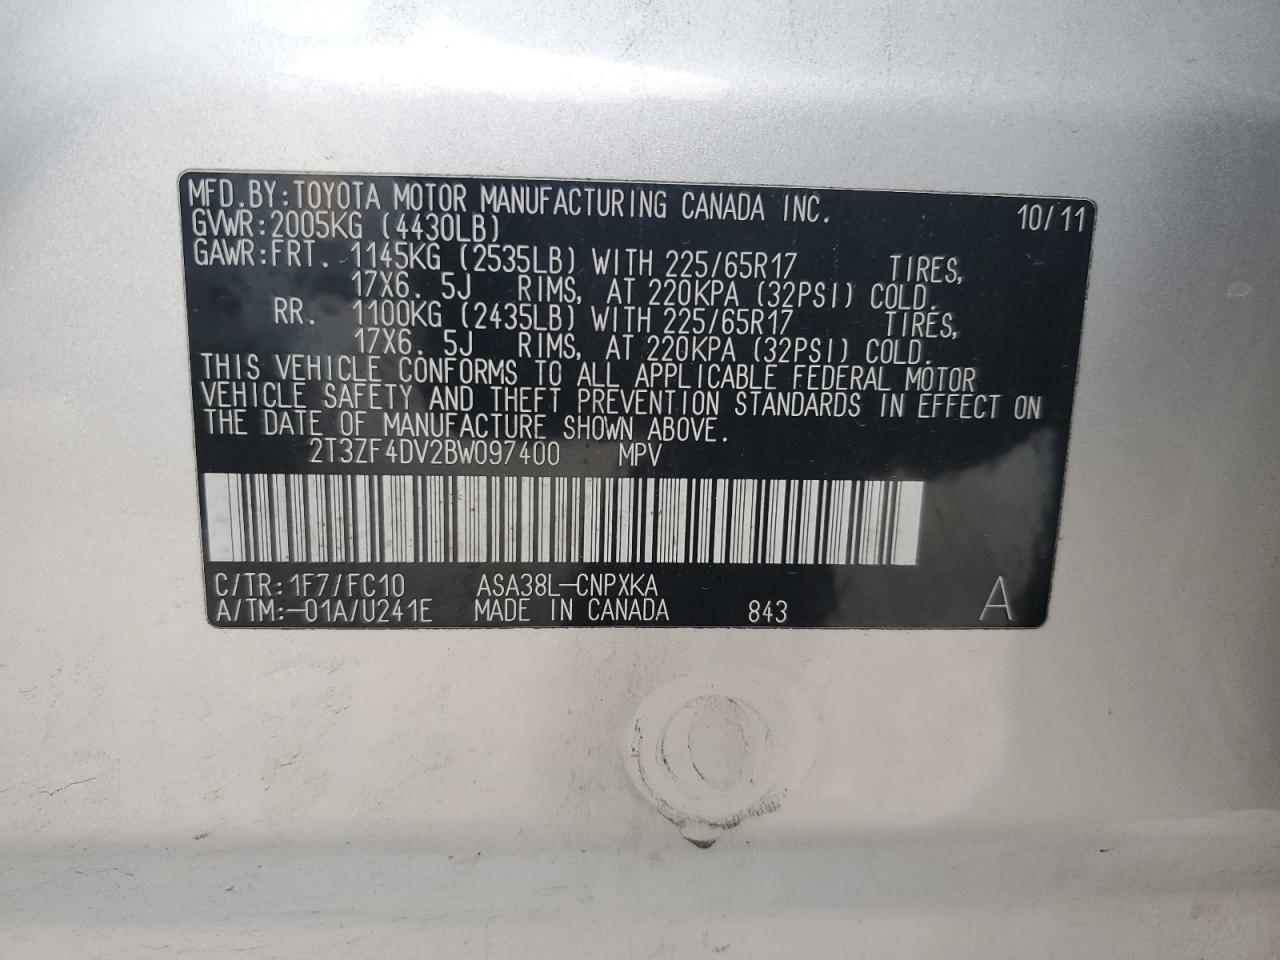 MFD.BY:TOYOTA MOTOR MANUFACTURING CANADA INC. 10/11
GVWR:2005KG (4430LB)
GAWR:FRT. 1145KG (2535LB) WITH 225/65R17 TIRES,
17X6.5J RIMS, AT 220KPA (32PSI) COLD.
RR. 1100KG (2435LB) WITH 225/65R17 TIRES,
17X6.5J RIMS, AT 220KPA (32PSI) COLD.
THIS VEHICLE CONFORMS TO ALL APPLICABLE FEDERAL MOTOR
VEHICLE SAFETY AND THEFT PREVENTION STANDARDS IN EFFECT ON
THE DATE OF MANUFACTURE SHOWN ABOVE.
2T3ZF4DV2BW097400 MPV
C/TR:1F7/FC10 ASA38L-CNPXKA
A/TM:-01A/U241E MADE IN CANADA 843 A